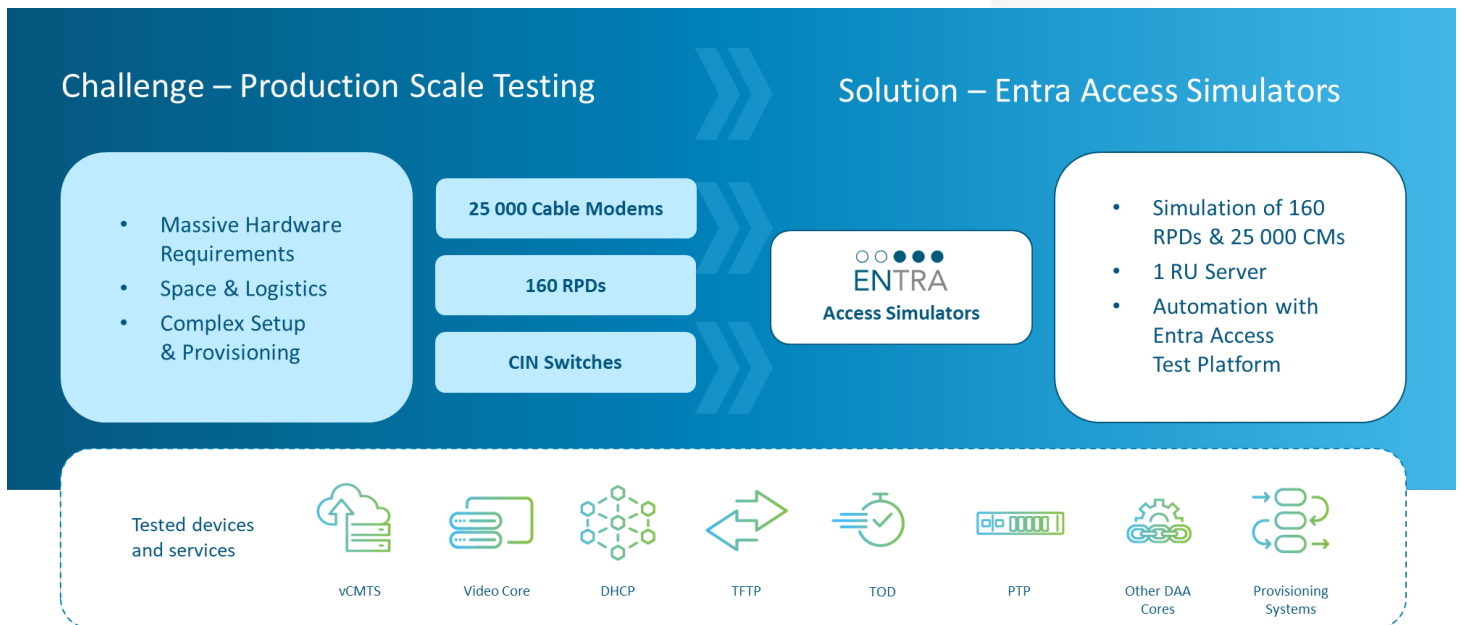 Challenge – Production Scale Testing
Solution – Entra Access Simulators
• Massive Hardware
Requirements
• Space & Logistics
• Complex Setup
& Provisioning
25 000 Cable Modems
160 RPDs
CIN Switches
ENTRA
Access Simulators
• Simulation of 160
RPDs & 25 000 CMs
• 1 RU Server
• Automation with
Entra Access
Test Platform
Tested devices
and services
vCMTS
Video Core
DHCP
TFTP
TOD
PTP
Other DAA
Cores
Provisioning
Systems